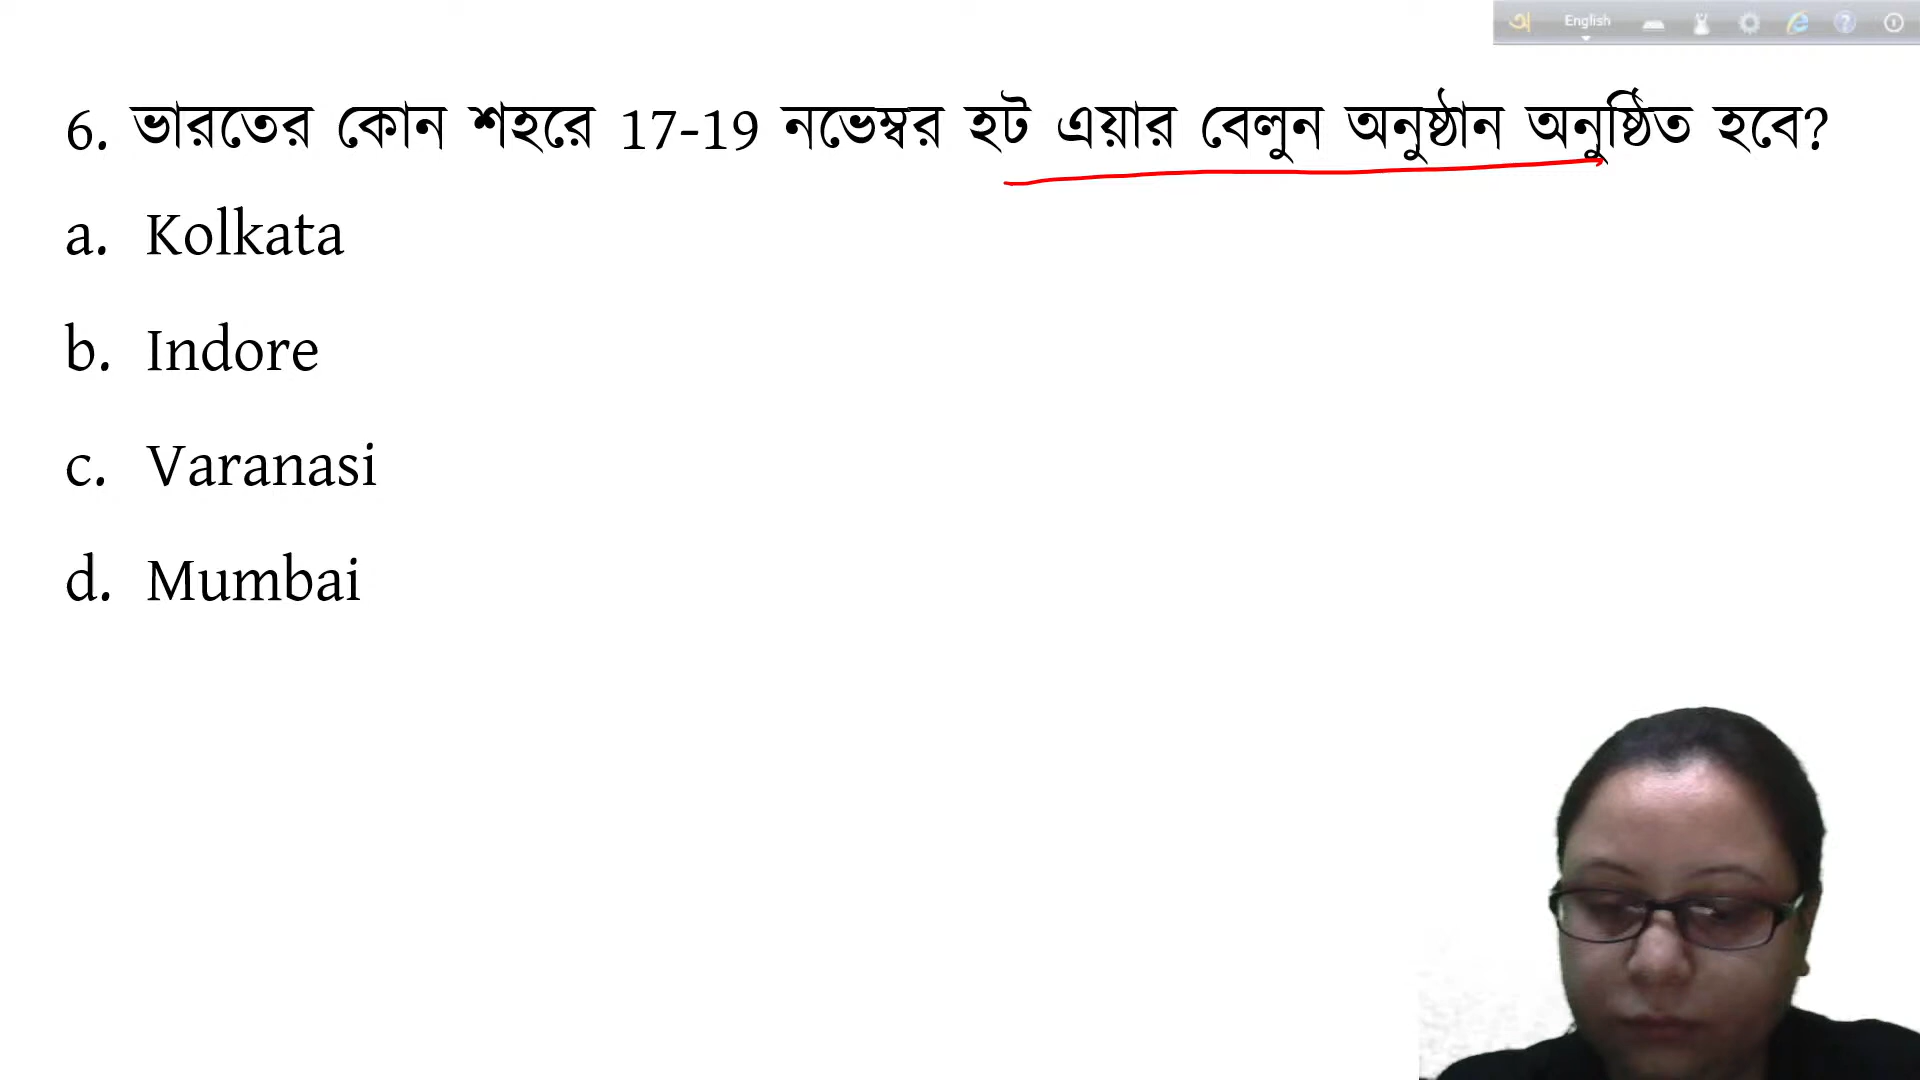 English
6. ভারতের কোন শহরে 17-19 নভেম্বর হট এয়ার বেলুন অনুষ্ঠান অনুষ্ঠিত হবে?
a. Kolkata
b. Indore
c. Varanasi
d. Mumbai